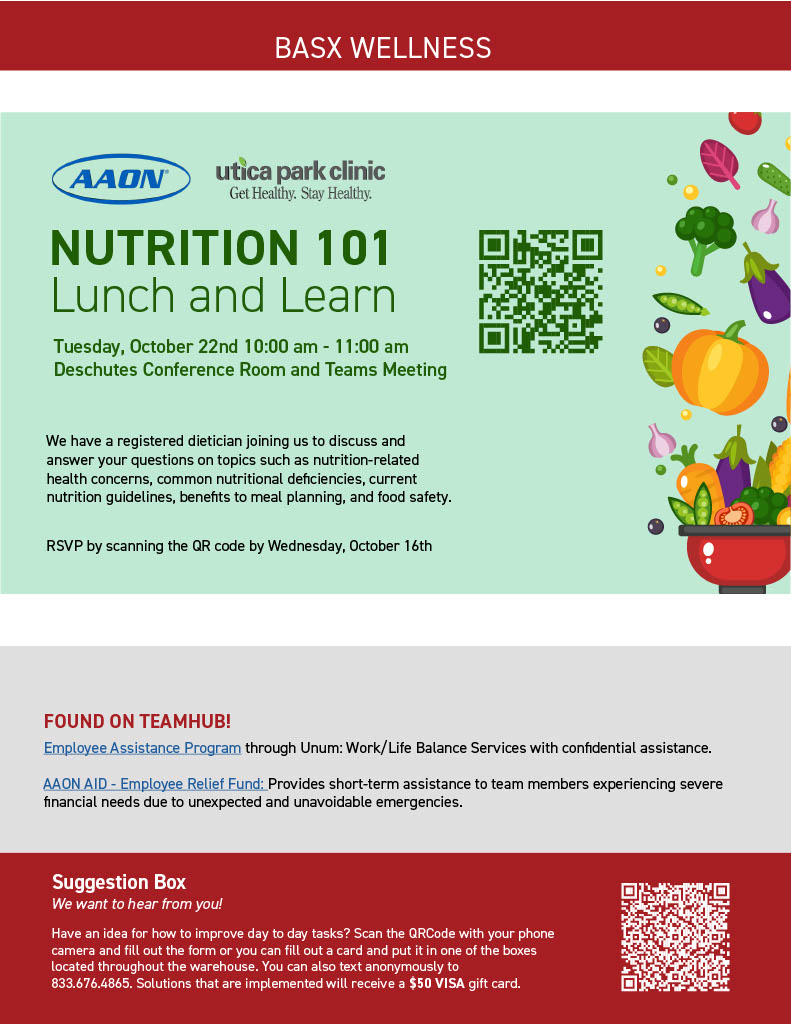 BASX WELLNESS
AAON®
utica park clinic
Get Healthy. Stay Healthy.
NUTRITION 101
Lunch and Learn
Tuesday, October 22nd 10:00 am - 11:00 am
Deschutes Conference Room and Teams Meeting
We have a registered dietician joining us to discuss and
answer your questions on topics such as nutrition-related
health concerns, common nutritional deficiencies, current
nutrition guidelines, benefits to meal planning, and food safety.
RSVP by scanning the QR code by Wednesday, October 16th
FOUND ON TEAMHUB!
Employee Assistance Program through Unum: Work/Life Balance Services with confidential assistance.
AAON AID - Employee Relief Fund: Provides short-term assistance to team members experiencing severe
financial needs due to unexpected and unavoidable emergencies.
Suggestion Box
We want to hear from you!
Have an idea for how to improve day to day tasks? Scan the QRCode with your phone
camera and fill out the form or you can fill out a card and put it in one of the boxes
located throughout the warehouse. You can also text anonymously to
833.676.4865. Solutions that are implemented will receive a $50 VISA gift card.